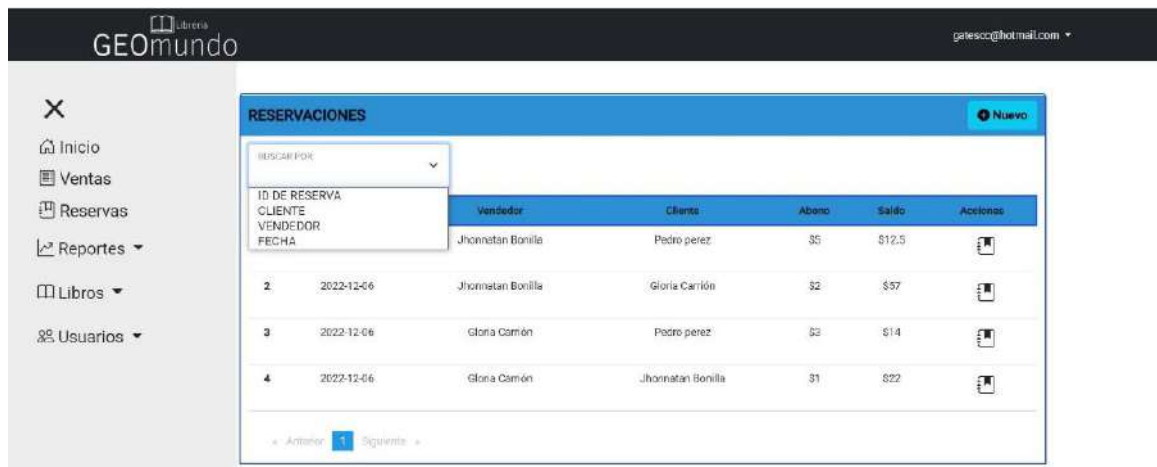 Libreria
GEOmundo
gatescc@hotmail.com
Inicio
Ventas
Reservas
Reportes
Libros
Usuarios
RESERVACIONES
Nuevo
BUSCAR POR
ID DE RESERVA
CLIENTE
VENDEDOR
FECHA
Vendedor Cliente Abono Saldo Acciones
Jhonnatan Bonilla Pedro perez $5 $12.5
2 2022-12-06 Jhonnatan Bonilla Gloria Carrión $2 $57
3 2022-12-06 Gloria Carrión Pedro perez $3 $14
4 2022-12-06 Gloria Carrión Jhonnatan Bonilla $1 $22
« Anterior 1 Siguiente »